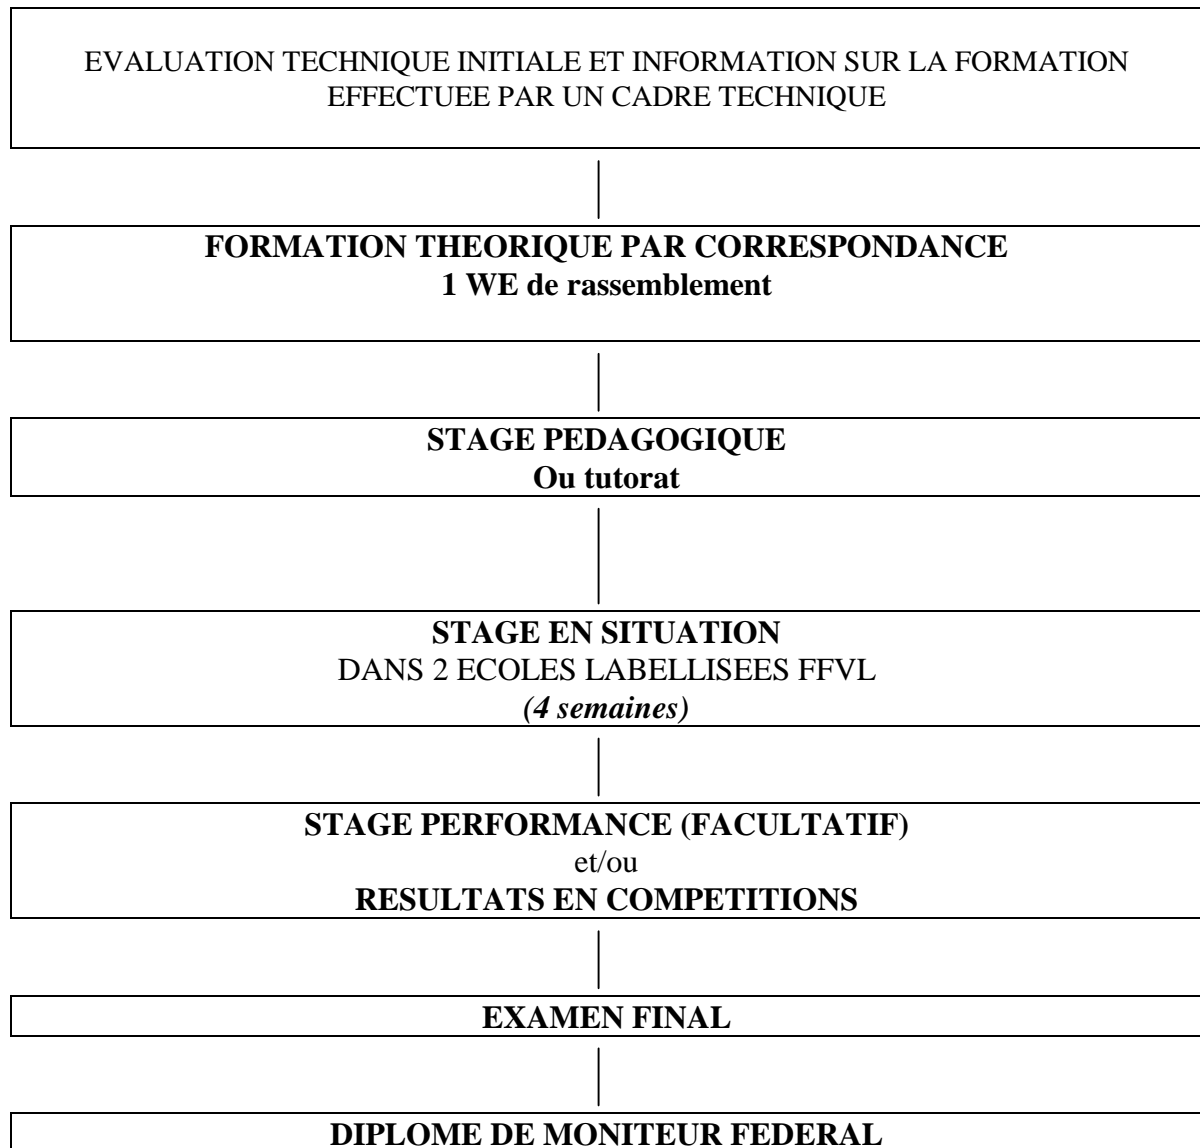 EVALUATION TECHNIQUE INITIALE ET INFORMATION SUR LA FORMATION
EFFECTUEE PAR UN CADRE TECHNIQUE
FORMATION THEORIQUE PAR CORRESPONDANCE
1 WE de rassemblement
STAGE PEDAGOGIQUE
Ou tutorat
STAGE EN SITUATION
DANS 2 ECOLES LABELLISEES FFVL
(4 semaines)
STAGE PERFORMANCE (FACULTATIF)
et/ou
RESULTATS EN COMPETITIONS
EXAMEN FINAL
DIPLOME DE MONITEUR FEDERAL